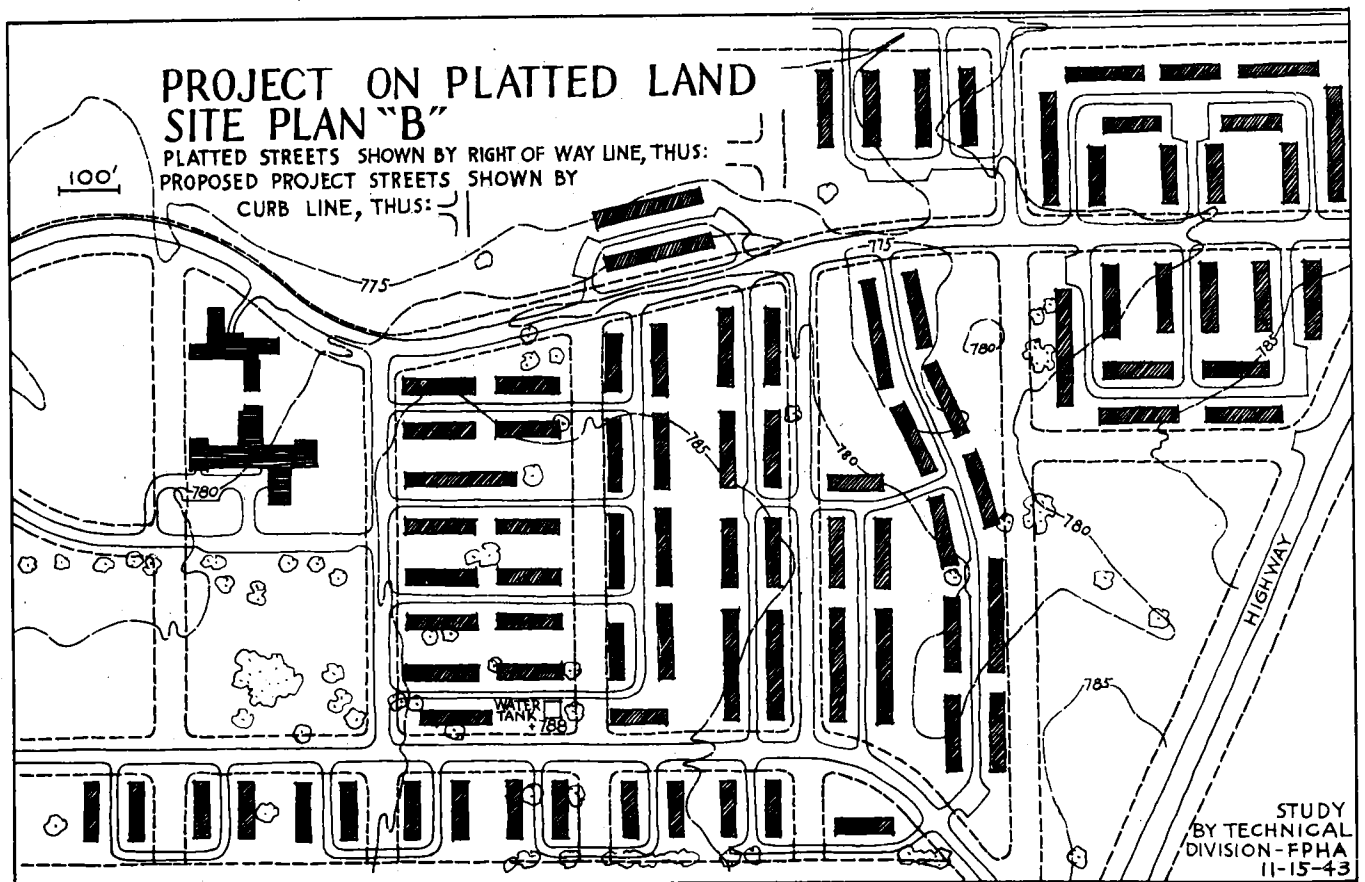 PROJECT ON PLATTED LAND
SITE PLAN "B"
PLATTED STREETS SHOWN BY RIGHT OF WAY LINE, THUS:
PROPOSED PROJECT STREETS SHOWN BY
CURB LINE, THUS:
100'
775
775
780
785
785
780
780
780
HIGHWAY
785
WATER
TANK
+788
STUDY
BY TECHNICAL
DIVISION-FPHA
11-15-43